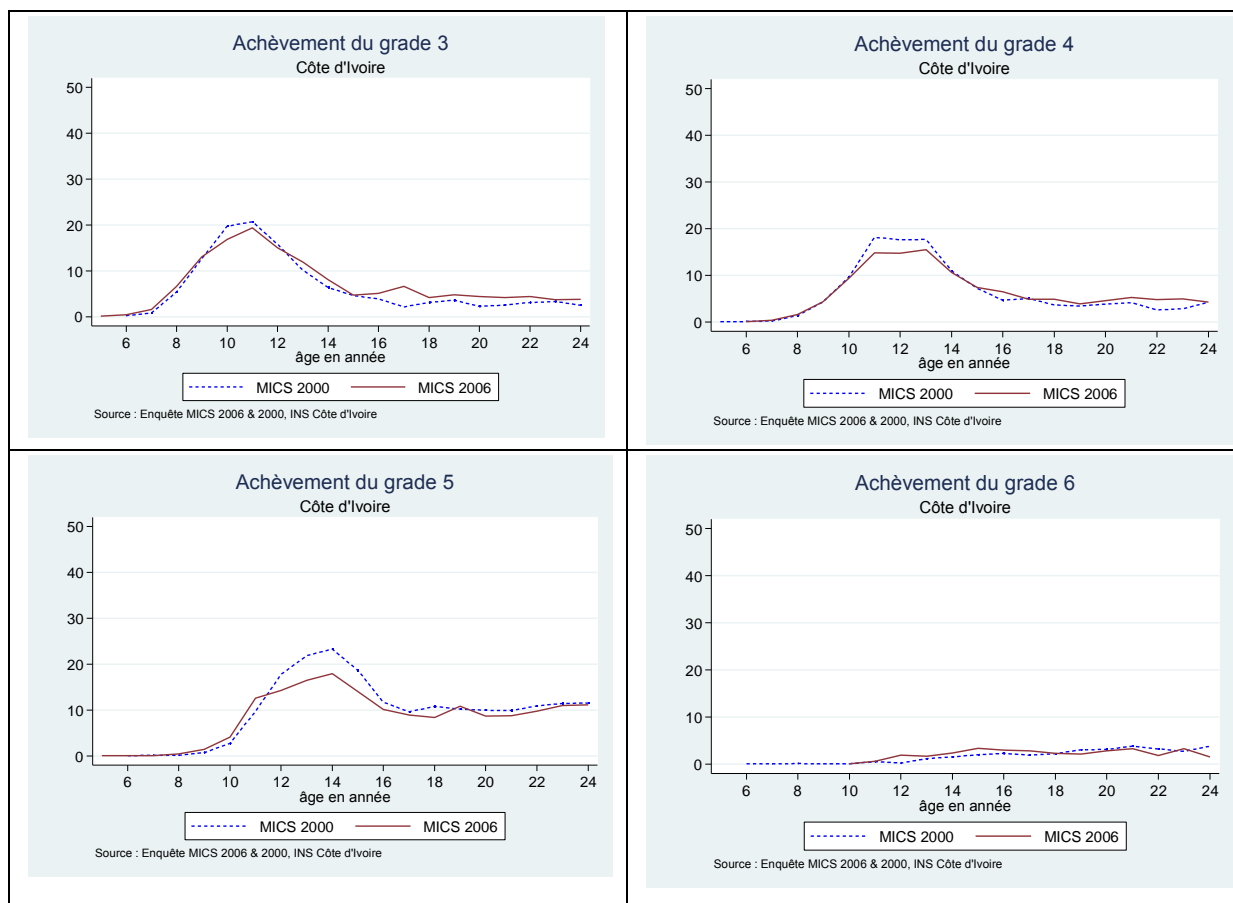 Achèvement du grade 3
Côte d'Ivoire
50
40
30
20
10
0
6 8 10 12 14 16 18 20 22 24
âge en année
MICS 2000 MICS 2006
Source : Enquête MICS 2006 & 2000, INS Côte d'Ivoire
Achèvement du grade 4
Côte d'Ivoire
50
40
30
20
10
0
6 8 10 12 14 16 18 20 22 24
âge en année
MICS 2000 MICS 2006
Source : Enquête MICS 2006 & 2000, INS Côte d'Ivoire
Achèvement du grade 5
Côte d'Ivoire
50
40
30
20
10
0
6 8 10 12 14 16 18 20 22 24
âge en année
MICS 2000 MICS 2006
Source : Enquête MICS 2006 & 2000, INS Côte d'Ivoire
Achèvement du grade 6
Côte d'Ivoire
50
40
30
20
10
0
6 8 10 12 14 16 18 20 22 24
âge en année
MICS 2000 MICS 2006
Source : Enquête MICS 2006 & 2000, INS Côte d'Ivoire